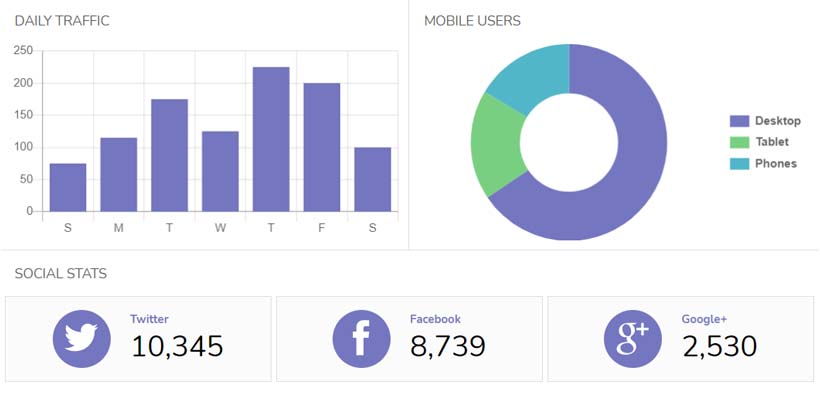 DAILY TRAFFIC
250
200
150
100
50
0
S M T W T F S
MOBILE USERS
Desktop
Tablet
Phones
SOCIAL STATS
Twitter
10,345
Facebook
8,739
g+
Google+
2,530